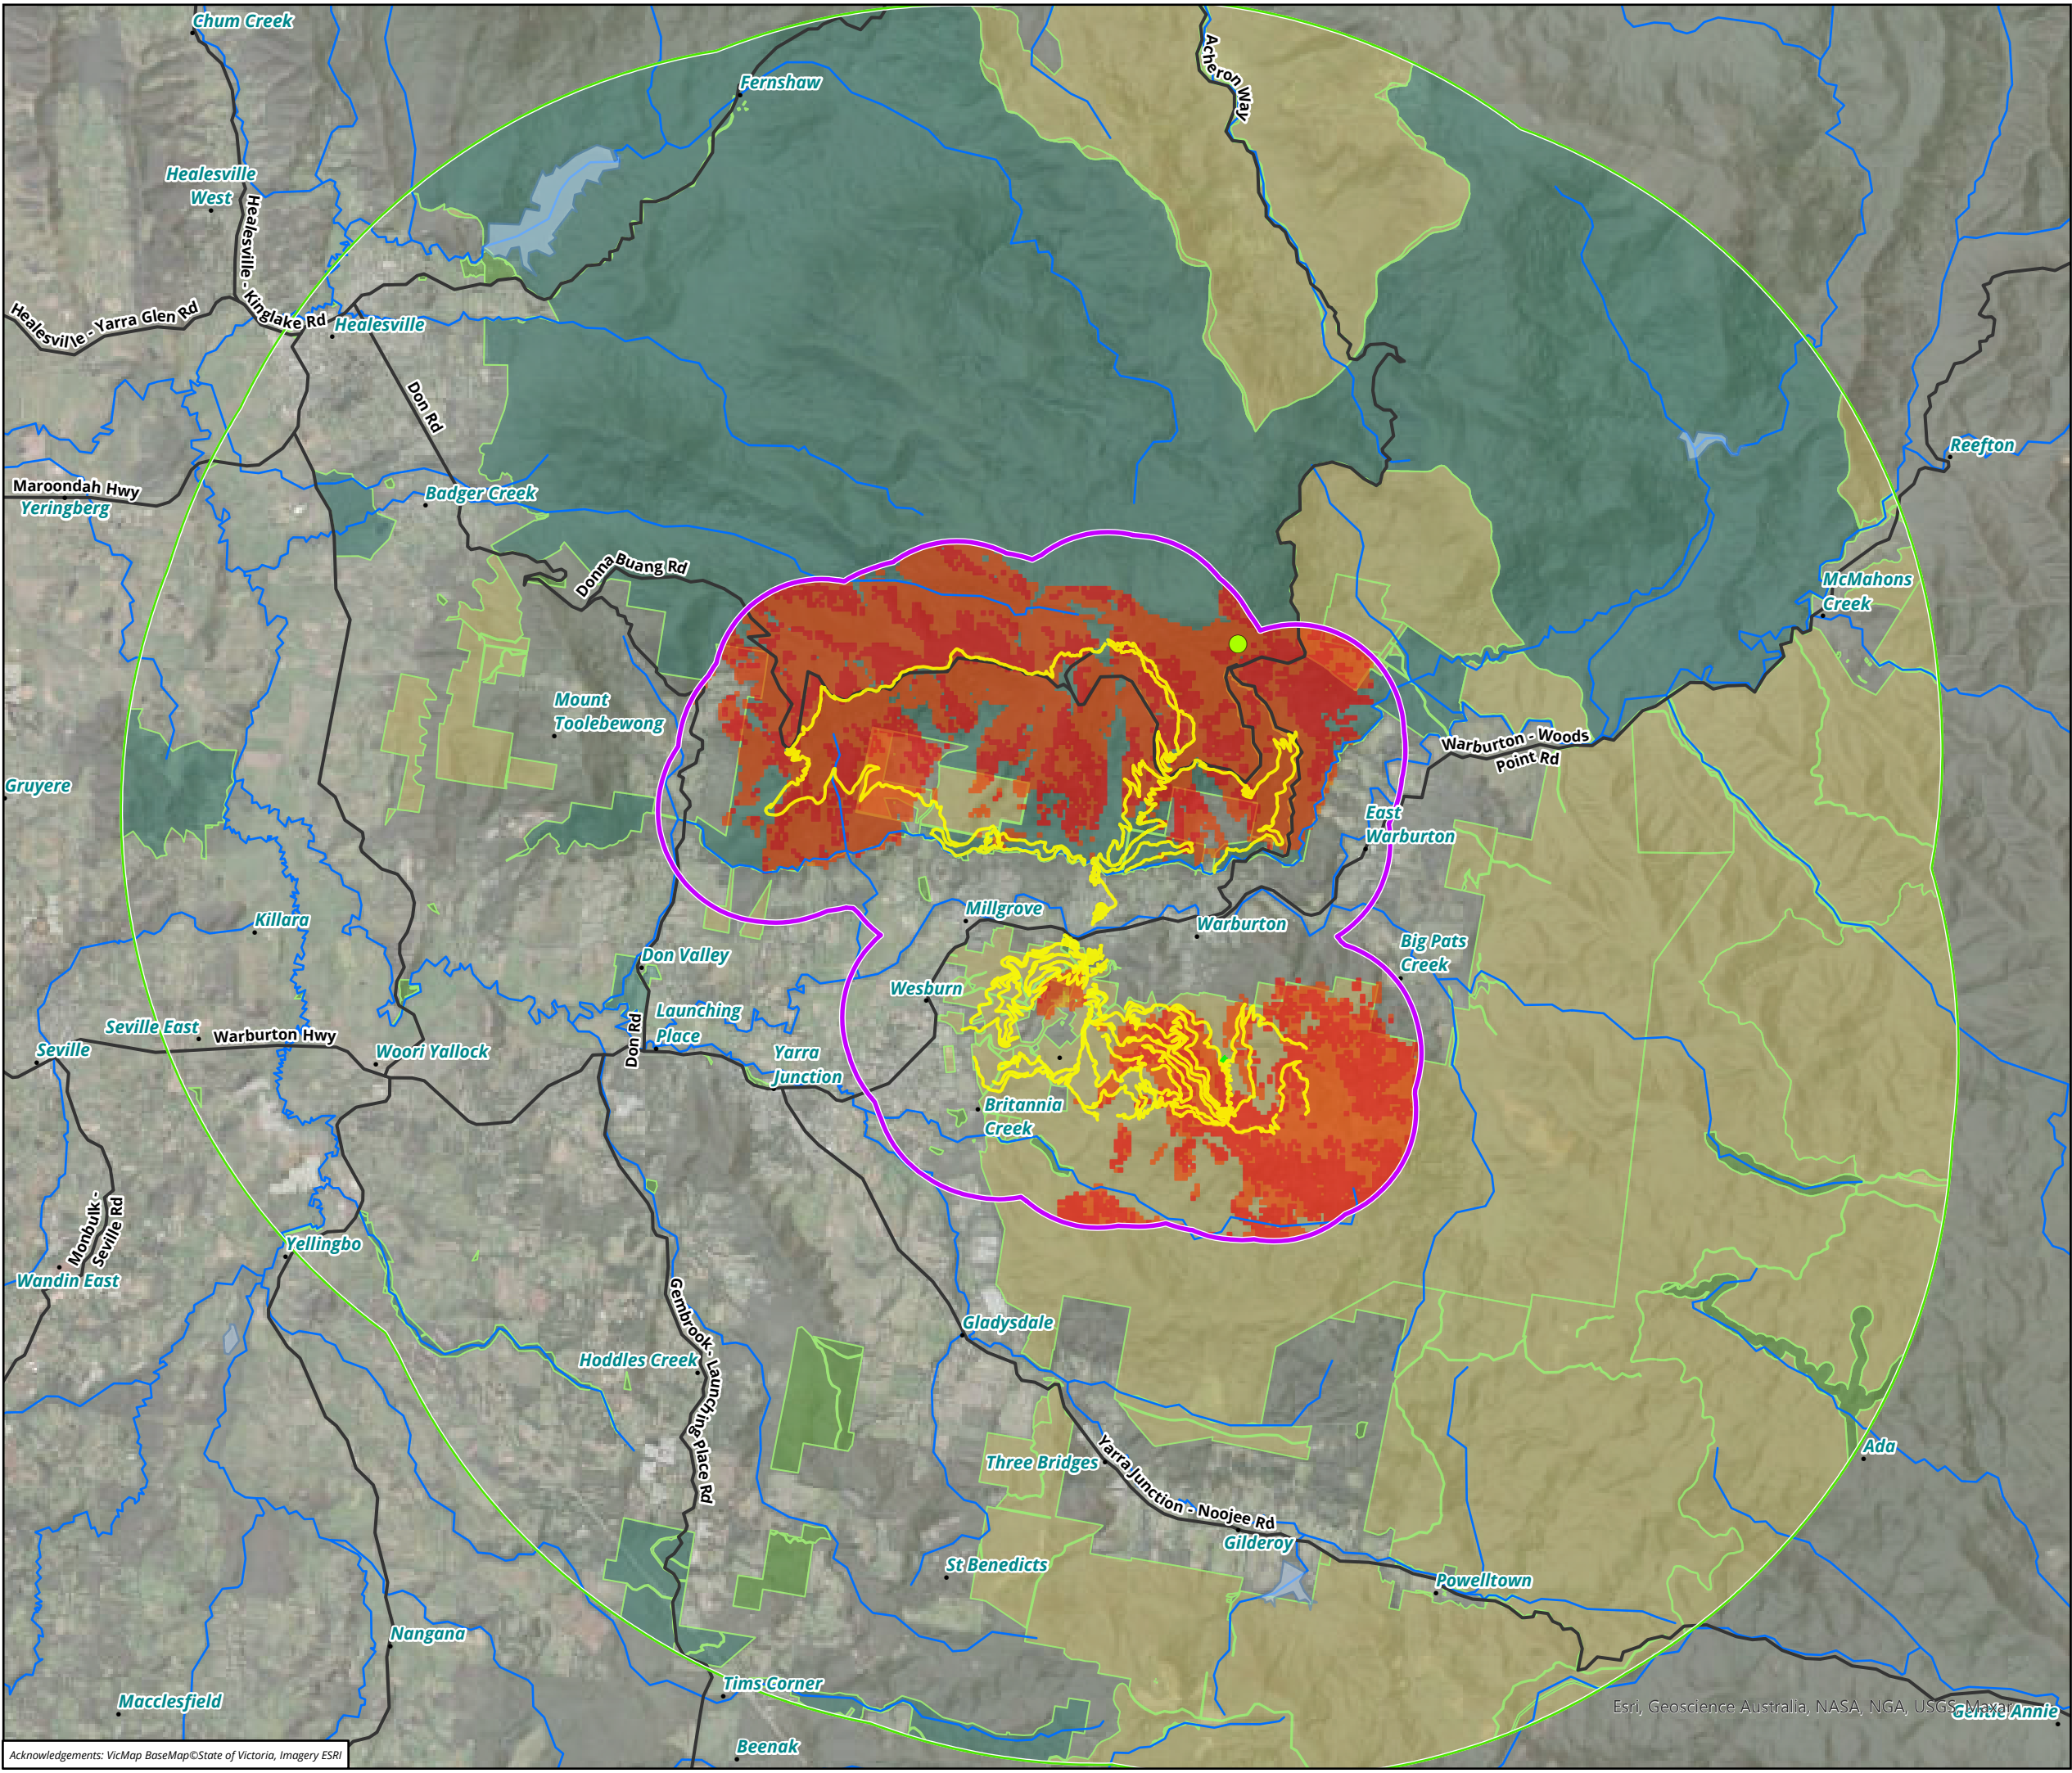 Chum Creek
Fernshaw
Acheron Way
Healesville
West
Healesville - Kinglake Rd
Healesville - Yarra Glen Rd
Healesville
Don Rd
Reefton
Maroondah Hwy
Yeringberg
Badger Creek
Donna Buang Rd
McMahons
Creek
Mount
Toolebewong
Warburton - Woods
Point Rd
Gruyere
East
Warburton
Killara
Millgrove
Warburton
Big Pats
Creek
Don Valley
Wesburn
Launching
Place
Seville East
Warburton Hwy
Seville
Woori Yallock
Don Rd
Yarra
Junction
Britannia
Creek
Monbulk -
Seville Rd
Yellingbo
Wandin East
Gembrook - Launching Place Rd
Gladysdale
Hoddles Creek
Three Bridges
Yarra Junction - Noojee Rd
Ada
Gilderoy
St Benedicts
Powelltown
Nangana
Tims Corner
Macclesfield
Esri, Geoscience Australia, NASA, NGA, USGS, Maxar
Gentle Annie
Beenak
Acknowledgements: VicMap BaseMap©State of Victoria, Imagery ESRI